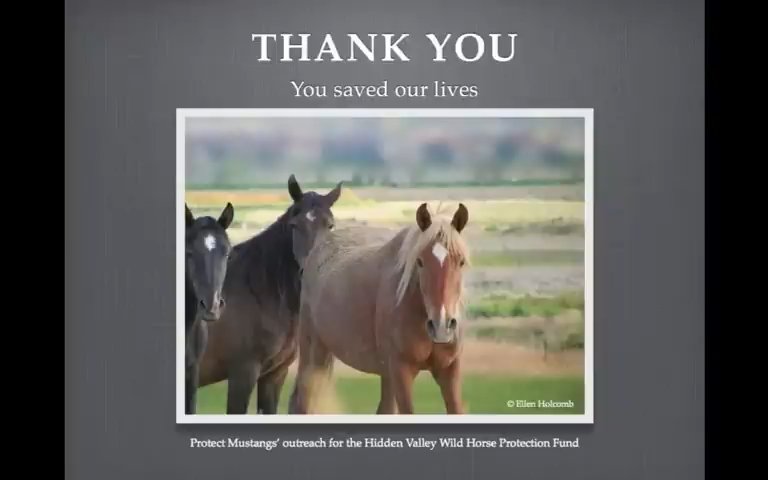 THANK YOU
You saved our lives
© Ellen Holcomb
Protect Mustangs' outreach for the Hidden Valley Wild Horse Protection Fund